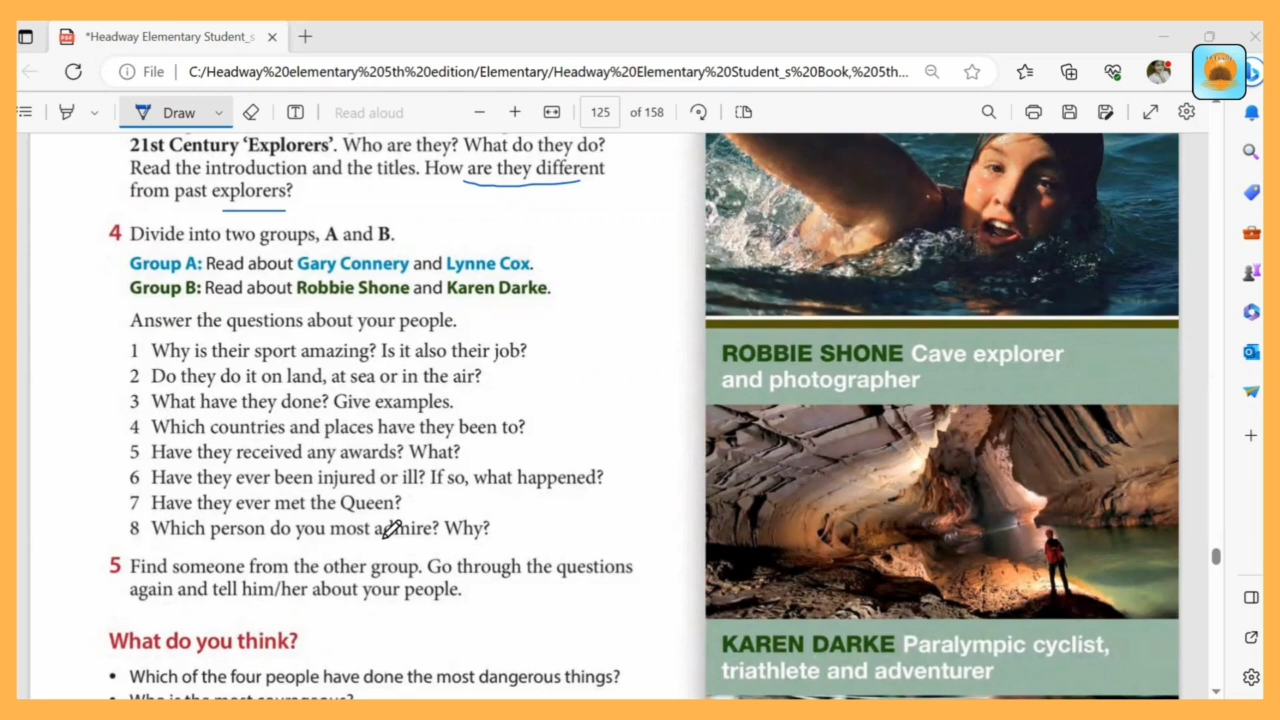 *Headway Elementary Student_s
File
C:/Headway%20elementary%205th%20edition/Elementary/Headway%20Elementary%20Student_s%20Book,%205th...
Draw
Read aloud
125
of 158
21st Century ‘Explorers’. Who are they? What do they do?
Read the introduction and the titles. How are they different
from past explorers?
4 Divide into two groups, A and B.
Group A: Read about Gary Connery and Lynne Cox.
Group B: Read about Robbie Shone and Karen Darke.
Answer the questions about your people.
1 Why is their sport amazing? Is it also their job?
2 Do they do it on land, at sea or in the air?
3 What have they done? Give examples.
4 Which countries and places have they been to?
5 Have they received any awards? What?
6 Have they ever been injured or ill? If so, what happened?
7 Have they ever met the Queen?
8 Which person do you most admire? Why?
5 Find someone from the other group. Go through the questions
again and tell him/her about your people.
What do you think?
• Which of the four people have done the most dangerous things?
• Who is the most courageous?
ROBBIE SHONE Cave explorer
and photographer
KAREN DARKE Paralympic cyclist,
triathlete and adventurer